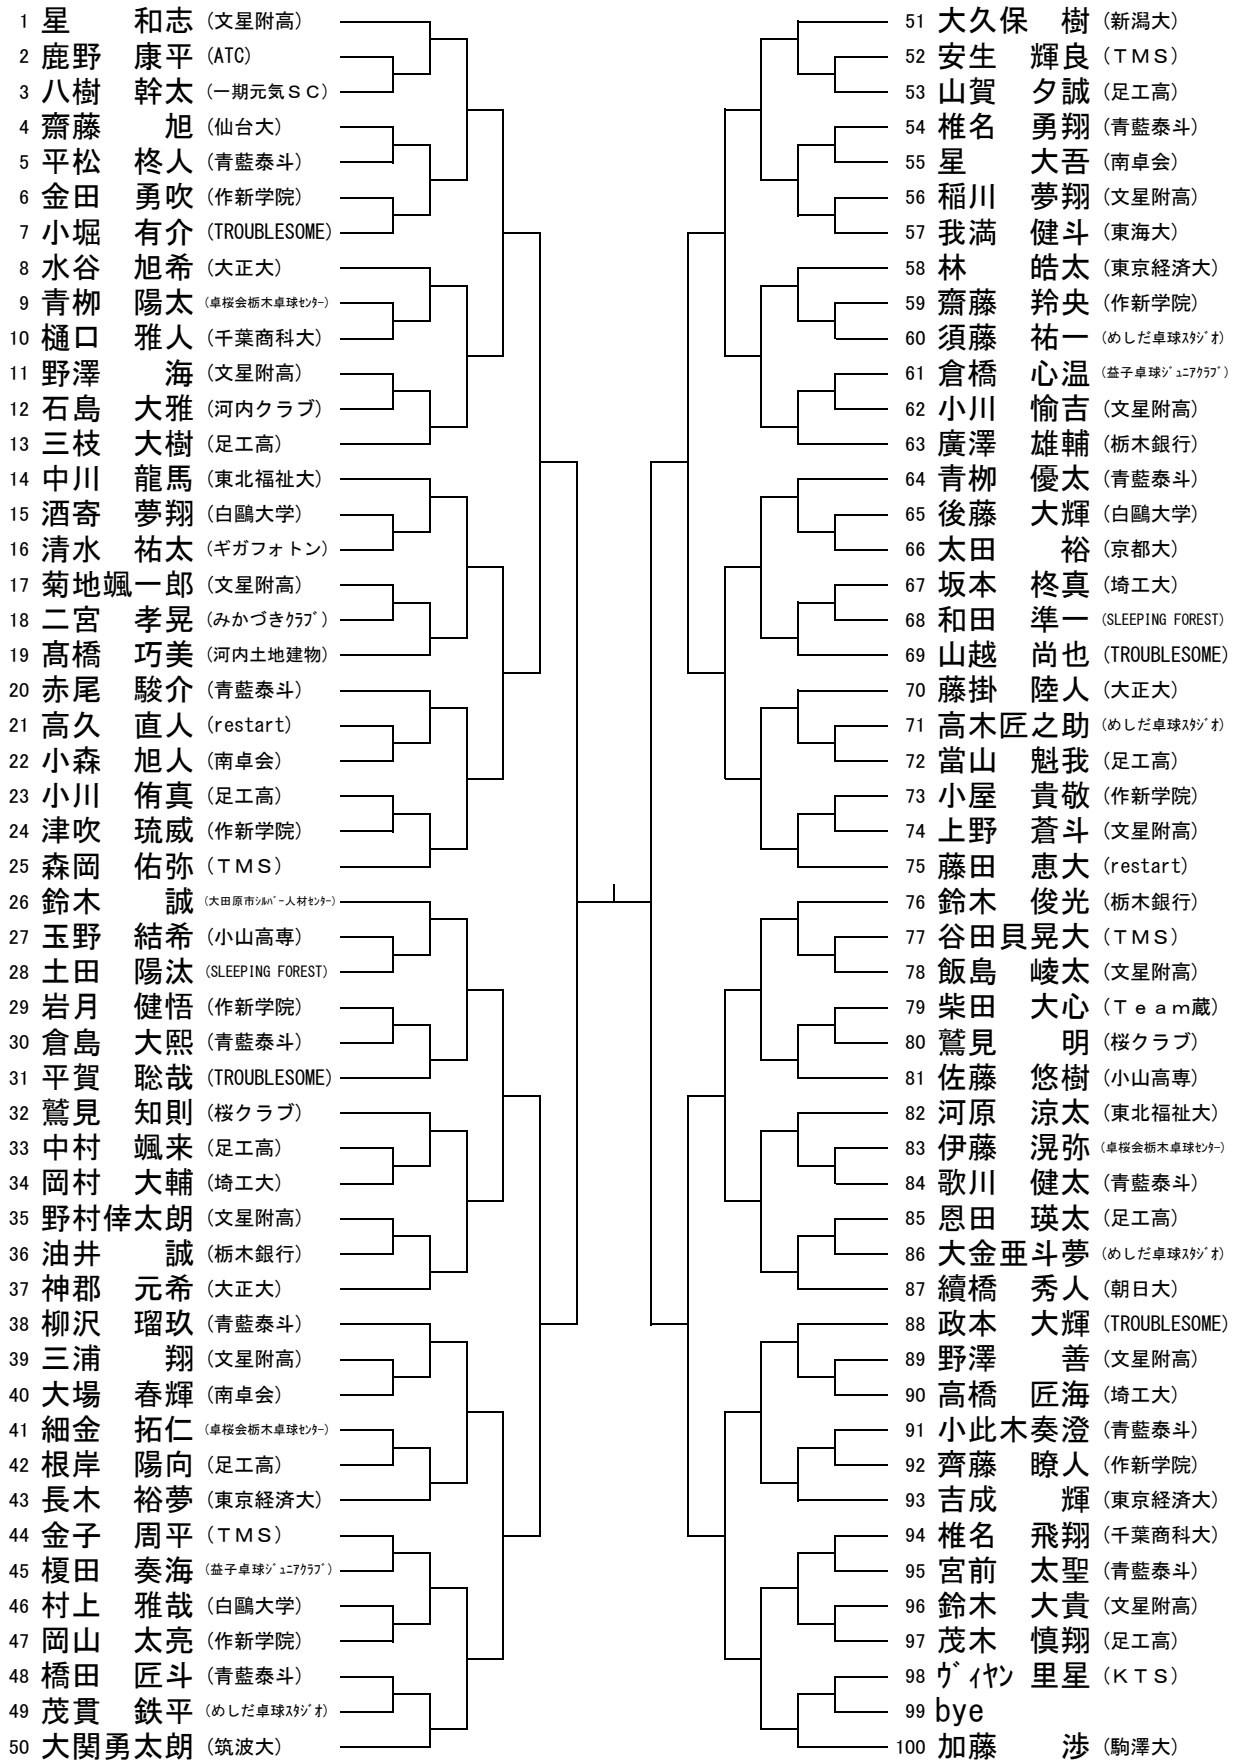 1 星 和志 (文星附高)
2 鹿野 康平 (ATC)
3 八樹 幹太 (一期元気ＳＣ)
4 齋藤 旭 (仙台大)
5 平松 柊人 (青藍泰斗)
6 金田 勇吹 (作新学院)
7 小堀 有介 (TROUBLESOME)
8 水谷 旭希 (大正大)
9 青栁 陽太 (卓桜会栃木卓球ｾﾝﾀｰ)
10 樋口 雅人 (千葉商科大)
11 野澤 海 (文星附高)
12 石島 大雅 (河内クラブ)
13 三枝 大樹 (足工高)
14 中川 龍馬 (東北福祉大)
15 酒寄 夢翔 (白鷗大学)
16 清水 祐太 (ギガフォトン)
17 菊地颯一郎 (文星附高)
18 二宮 孝晃 (みかづきｸﾗﾌﾞ)
19 髙橋 巧美 (河内土地建物)
20 赤尾 駿介 (青藍泰斗)
21 高久 直人 (restart)
22 小森 旭人 (南卓会)
23 小川 侑真 (足工高)
24 津吹 琉威 (作新学院)
25 森岡 佑弥 (ＴＭＳ)
26 鈴木 誠 (大田原市ｼﾙﾊﾞｰ人材ｾﾝﾀｰ)
27 玉野 結希 (小山高専)
28 土田 陽汰 (SLEEPING FOREST)
29 岩月 健悟 (作新学院)
30 倉島 大熙 (青藍泰斗)
31 平賀 聡哉 (TROUBLESOME)
32 鷲見 知則 (桜クラブ)
33 中村 颯来 (足工高)
34 岡村 大輔 (埼工大)
35 野村倖太朗 (文星附高)
36 油井 誠 (栃木銀行)
37 神郡 元希 (大正大)
38 柳沢 瑠玖 (青藍泰斗)
39 三浦 翔 (文星附高)
40 大場 春輝 (南卓会)
41 細金 拓仁 (卓桜会栃木卓球ｾﾝﾀｰ)
42 根岸 陽向 (足工高)
43 長木 裕夢 (東京経済大)
44 金子 周平 (ＴＭＳ)
45 榎田 奏海 (益子卓球ｼﾞｭﾆｱｸﾗﾌﾞ)
46 村上 雅哉 (白鷗大学)
47 岡山 太亮 (作新学院)
48 橋田 匠斗 (青藍泰斗)
49 茂貫 鉄平 (めしだ卓球ｽﾀｼﾞｵ)
50 大関勇太朗 (筑波大)
51 大久保 樹 (新潟大)
52 安生 輝良 (ＴＭＳ)
53 山賀 夕誠 (足工高)
54 椎名 勇翔 (青藍泰斗)
55 星 大吾 (南卓会)
56 稲川 夢翔 (文星附高)
57 我満 健斗 (東海大)
58 林 皓太 (東京経済大)
59 齋藤 羚央 (作新学院)
60 須藤 祐一 (めしだ卓球ｽﾀｼﾞｵ)
61 倉橋 心温 (益子卓球ｼﾞｭﾆｱｸﾗﾌﾞ)
62 小川 愉吉 (文星附高)
63 廣澤 雄輔 (栃木銀行)
64 青栁 優太 (青藍泰斗)
65 後藤 大輝 (白鷗大学)
66 太田 裕 (京都大)
67 坂本 柊真 (埼工大)
68 和田 準一 (SLEEPING FOREST)
69 山越 尚也 (TROUBLESOME)
70 藤掛 陸人 (大正大)
71 高木匠之助 (めしだ卓球ｽﾀｼﾞｵ)
72 當山 魁我 (足工高)
73 小屋 貴敬 (作新学院)
74 上野 蒼斗 (文星附高)
75 藤田 恵大 (restart)
76 鈴木 俊光 (栃木銀行)
77 谷田貝晃大 (ＴＭＳ)
78 飯島 崚太 (文星附高)
79 柴田 大心 (Ｔｅａｍ蔵)
80 鷲見 明 (桜クラブ)
81 佐藤 悠樹 (小山高専)
82 河原 涼太 (東北福祉大)
83 伊藤 滉弥 (卓桜会栃木卓球ｾﾝﾀｰ)
84 歌川 健太 (青藍泰斗)
85 恩田 瑛太 (足工高)
86 大金亜斗夢 (めしだ卓球ｽﾀｼﾞｵ)
87 續橋 秀人 (朝日大)
88 政本 大輝 (TROUBLESOME)
89 野澤 善 (文星附高)
90 高橋 匠海 (埼工大)
91 小此木奏澄 (青藍泰斗)
92 齊藤 瞭人 (作新学院)
93 吉成 輝 (東京経済大)
94 椎名 飛翔 (千葉商科大)
95 宮前 太聖 (青藍泰斗)
96 鈴木 大貴 (文星附高)
97 茂木 慎翔 (足工高)
98 ヴィヤン 里星 (ＫＴＳ)
99 bye
100 加藤 渉 (駒澤大)